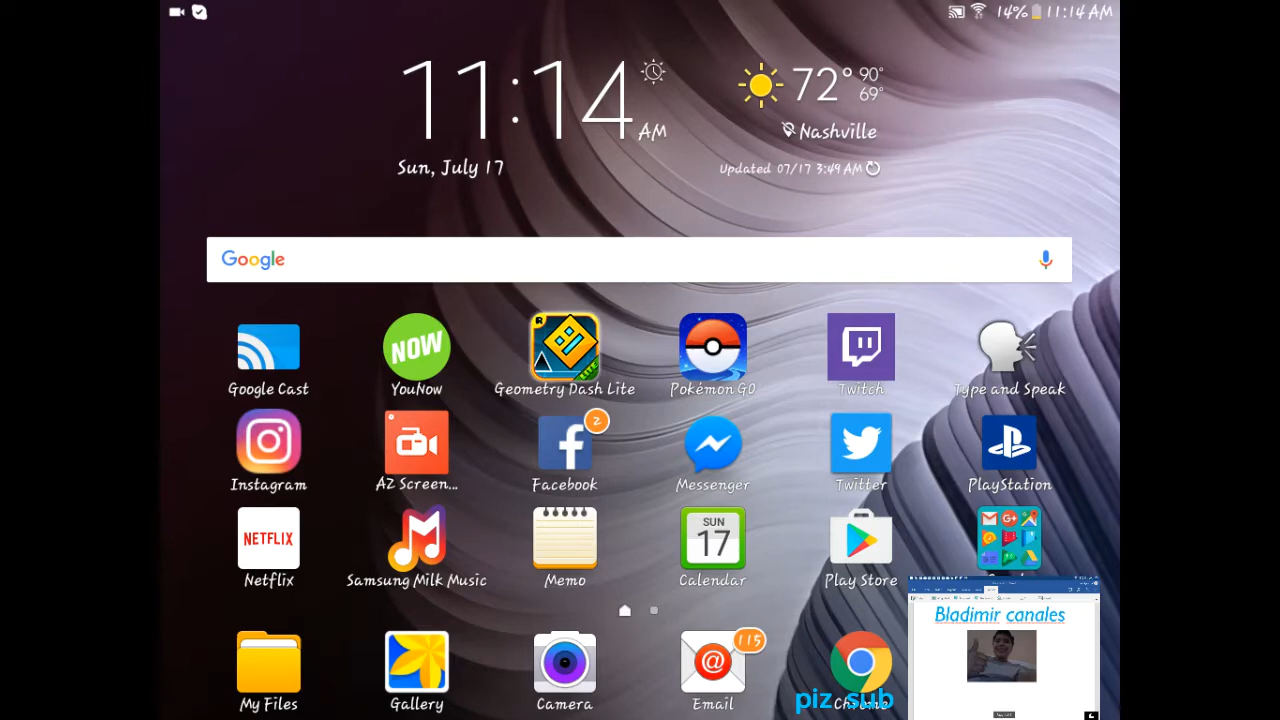 14% 11:14 AM
11:14 AM
72° 90° 69°
Nashville
Sun, July 17
Updated 07/17 3:49 AM
Google
NOW
Google Cast YouNow Geometry Dash Lite Pokémon GO Twitch Type and Speak
2
Instagram AZ Screen... Facebook Messenger Twitter PlayStation
NETFLIX
SUN
17
Netflix Samsung Milk Music Memo Calendar Play Store
Bladimir canales
115
My Files Gallery Camera Email Chrome
piz sub